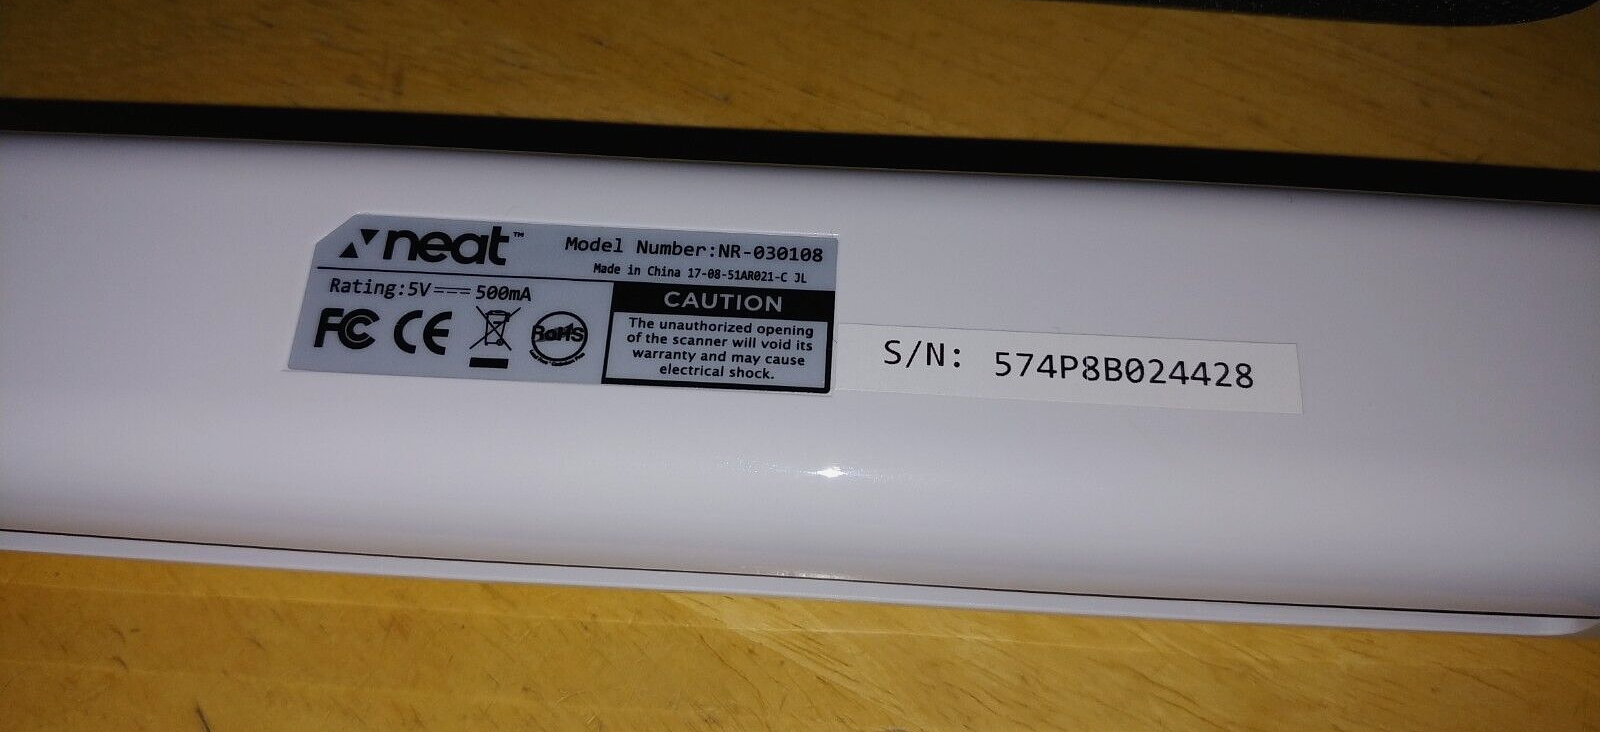 neat™
Model Number:NR-030108
Made in China 17-08-51AR021-C JL
Rating:5V⎓500mA
FC CE RoHS
CAUTION
The unauthorized opening
of the scanner will void its
warranty and may cause
electrical shock.
S/N: 574P8B024428